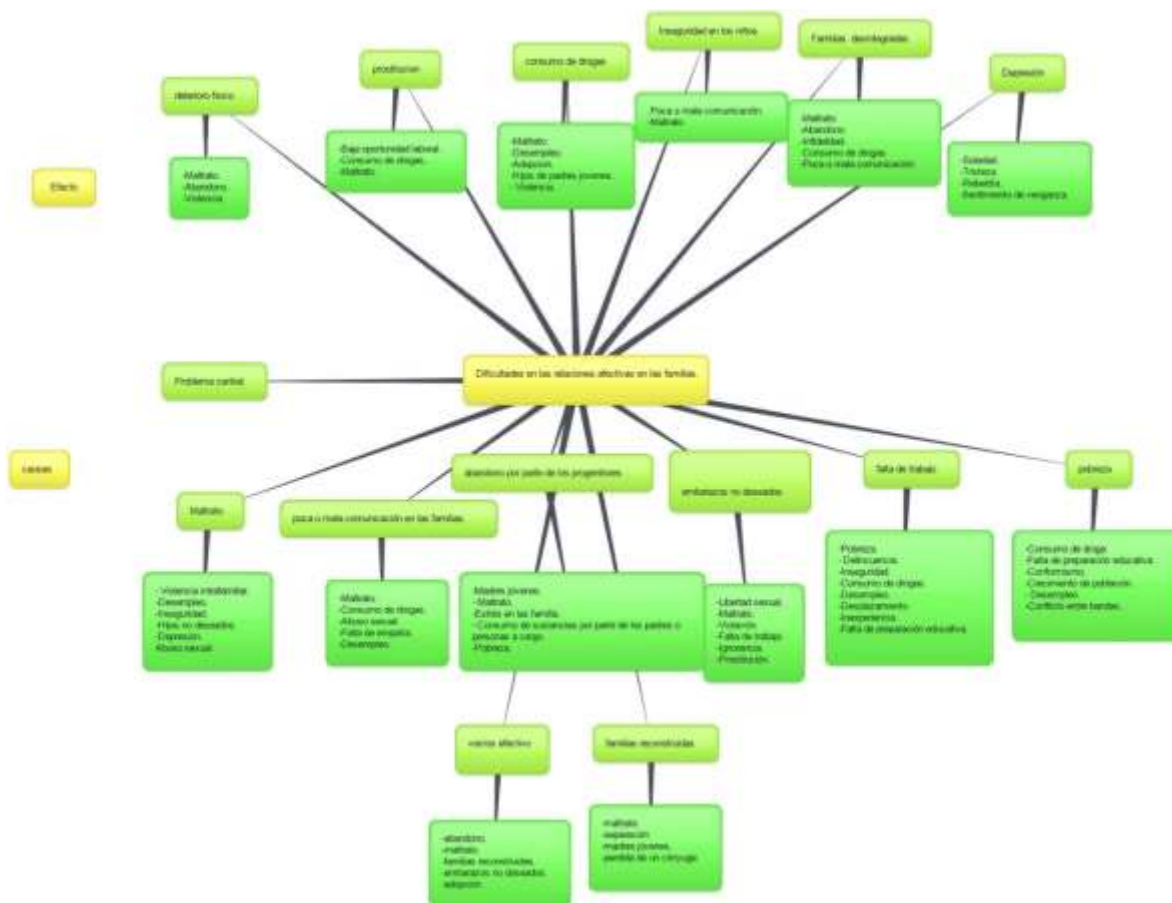 Inseguridad en los niños.
Familias desintegradas.
consumo de drogas
prostitucion
Depresión
deterioro fisico
-Poca o mala comunicación
-Maltrato.
-Maltrato.
-Abandono.
-Infidelidad.
-Consumo de drogas.
-Poca o mala comunicación
-Maltrato.
-Desempleo.
-Adopcion.
-Hijos de padres jovenes.
- Violencia.
-Baja oportunidad laboral
-Consumo de drogas.
-Maltrato.
-Soledad.
-Tristeza.
-Rebeldia.
-Sentimiento de venganza.
-Maltrato.
-Abandono.
-Violencia.
Efecto
Dificultades en las relaciones afectivas en las familias.
Problema
causas
abandono por parte de los progenitores.
embarazos no deseados.
falta de trabajo.
pobreza
Maltrato.
poca o mala comunicación en las familias.
- Violencia intrafamiliar.
-Desempleo.
-Inseguridad.
-Hijos no deseados.
-Depresión.
-Abuso sexual.
-Maltrato.
-Consumo de drogas.
-Abuso sexual
-Falta de empatia.
-Desempleo.
-Madres jovenes.
- Maltrato.
en las familia.
- Consumo de sustancias por parte de los padres o
personas a cargo.
-Pobreza.
-Libertad sexual.
-Maltrato.
-Violación.
-Falta de trabajo.
-Ignorancia.
-Prostitución.
-Pobreza.
- Delincuencia.
-Inseguridad.
-Consumo de drogas.
-Desempleo.
-Desplazamiento.
-Inexperiencia.
-Falta de preparación educativa.
-Consumo de droga.
-Falta de preparación educativa.
-Conformismo.
-Crecimiento de población.
- Desempleo.
-Conflicto entre bandas.
afectivo
familias reconstruidas.
-abandono.
-maltrato.
-familias reconstruidas.
-embarazos no deseados.
-adopcion.
-maltrato.
-separación
-madres jovenes.
-perdida de un conyuge.